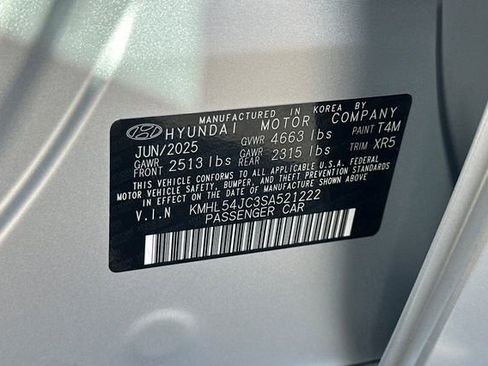 MANUFACTURED IN KOREA BY
HYUNDAI MOTOR COMPANY
JUN/2025 GVWR 4663 lbs PAINT T4M
GAWR FRONT 2513 lbs GAWR REAR 2315 lbs TRIM XR5
THIS VEHICLE CONFORMS TO ALL APPLICABLE U.S.A. FEDERAL
MOTOR VEHICLE SAFETY, BUMPER, AND THEFT PREVENTION STANDARDS
IN EFFECT ON THE DATE OF MANUFACTURE SHOWN ABOVE.
V.I.N KMHL54JC3SA521222
PASSENGER CAR